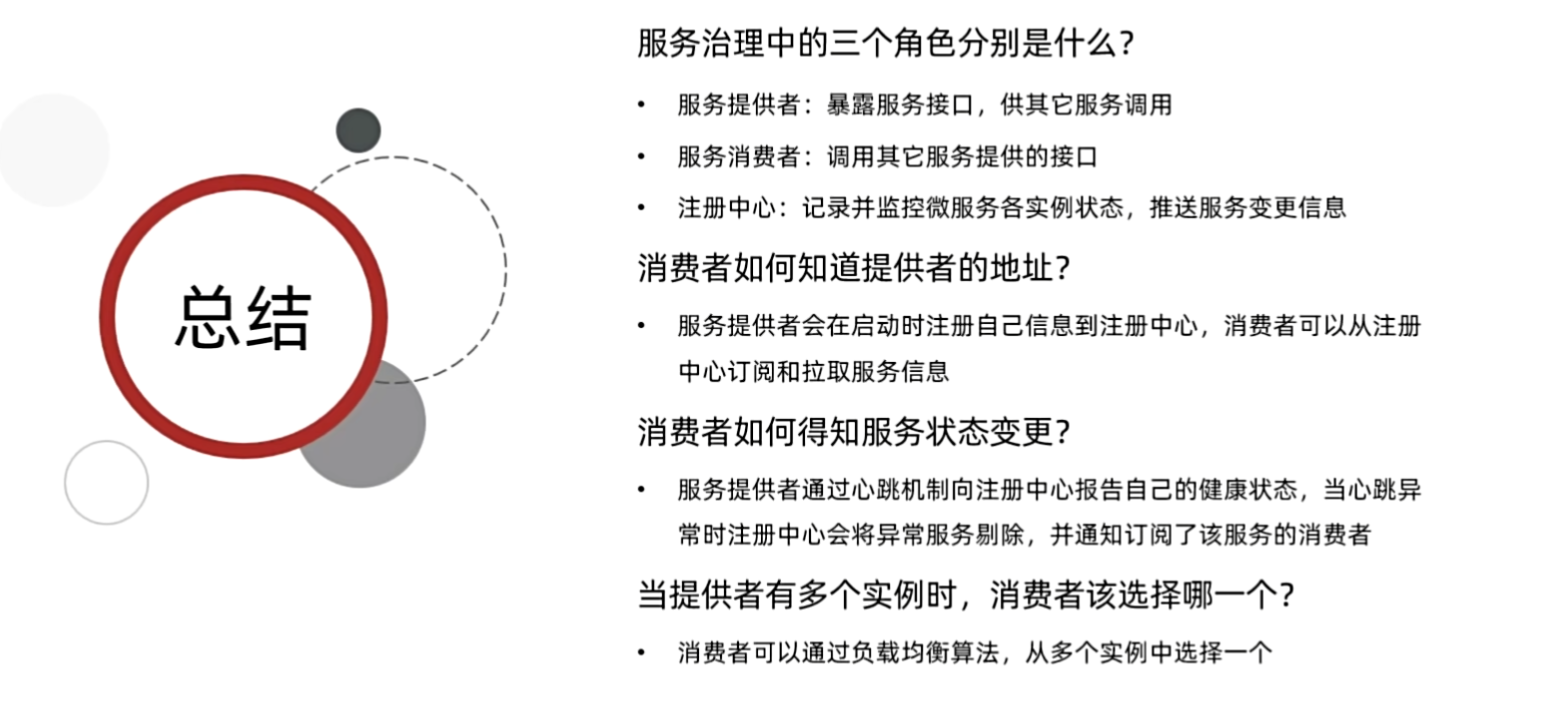 总结
服务治理中的三个角色分别是什么?
• 服务提供者：暴露服务接口，供其它服务调用
• 服务消费者：调用其它服务提供的接口
• 注册中心：记录并监控微服务各实例状态，推送服务变更信息
消费者如何知道提供者的地址?
• 服务提供者会在启动时注册自己信息到注册中心，消费者可以从注册
中心订阅和拉取服务信息
消费者如何得知服务状态变更?
• 服务提供者通过心跳机制向注册中心报告自己的健康状态，当心跳异
常时注册中心会将异常服务剔除，并通知订阅了该服务的消费者
当提供者有多个实例时，消费者该选择哪一个?
• 消费者可以通过负载均衡算法，从多个实例中选择一个